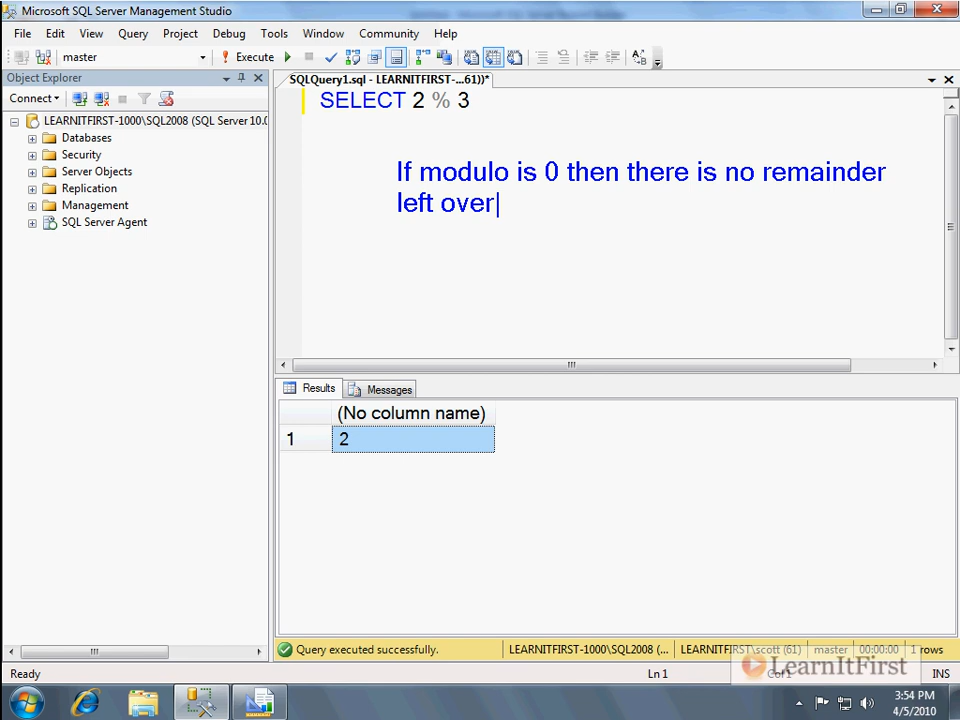 Microsoft SQL Server Management Studio
File Edit View Query Project Debug Tools Window Community Help
master Execute
Object Explorer
SQLQuery1.sql - LEARNITFIRST-...61))*
Connect
SELECT 2 % 3
LEARNITFIRST-1000\SQL2008 (SQL Server 10.0
Databases
Security
Server Objects
Replication
Management
SQL Server Agent
If modulo is 0 then there is no remainder
left over
Results Messages
(No column name)
1 2
Query executed successfully. LEARNITFIRST-1000\SQL2008 (... LEARNITFIRST\scott (61) master 00:00:00 1 rows
Ready Ln 1 Col 1 INS
LearnItFirst
3:54 PM
4/5/2010